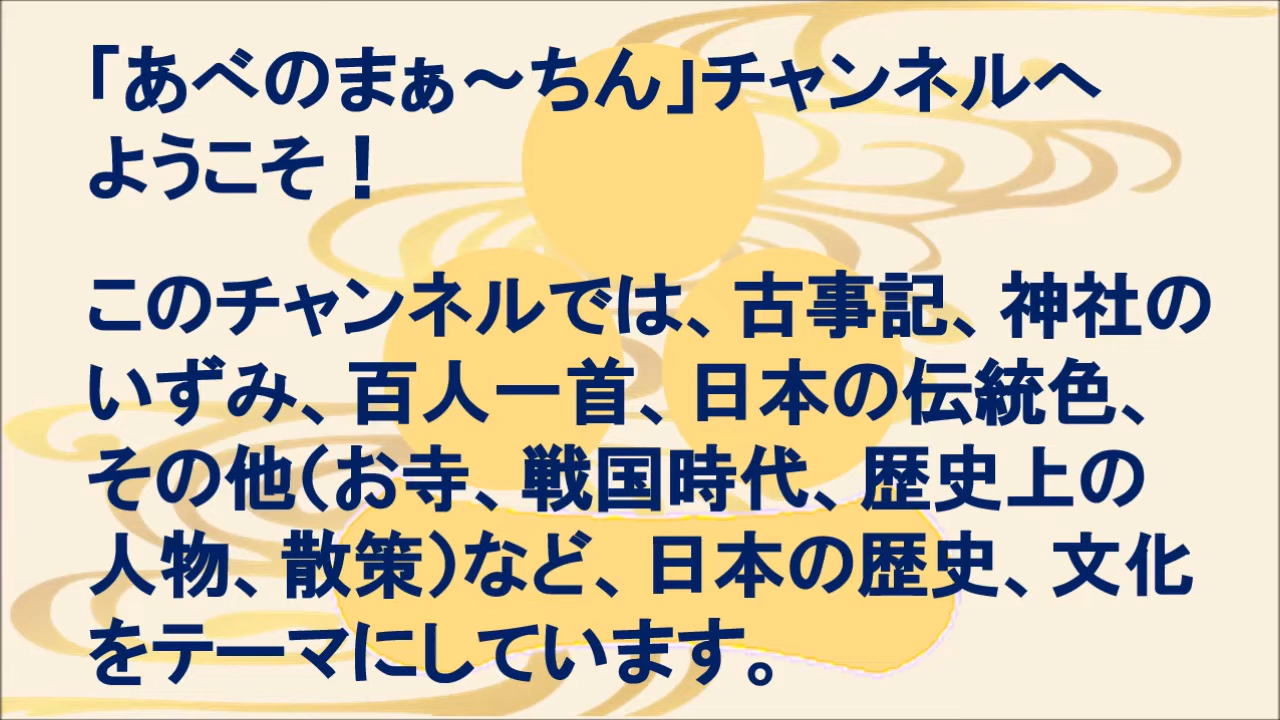 「あべのまぁ～ちん」チャンネルへ
ようこそ！
このチャンネルでは、古事記、神社の
いずみ、百人一首、日本の伝統色、
その他（お寺、戦国時代、歴史上の
人物、散策）など、日本の歴史、文化
をテーマにしています。